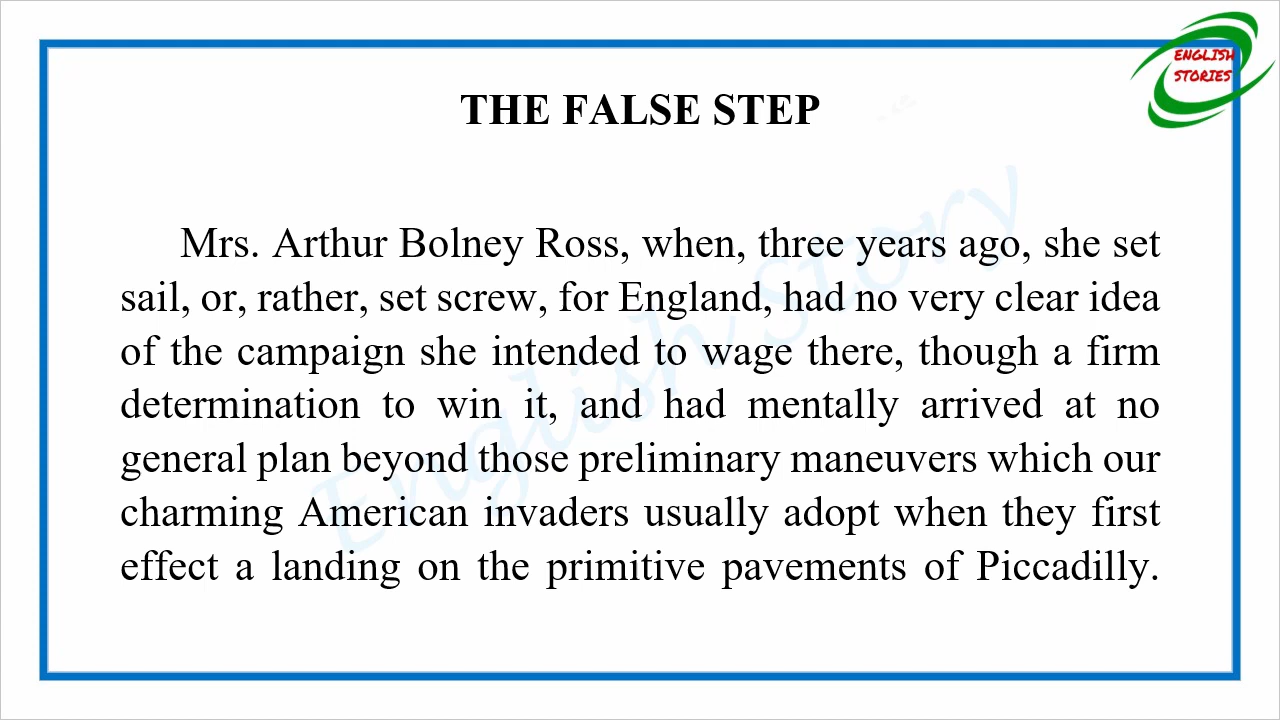 ENGLISH
STORIES
THE FALSE STEP
Mrs. Arthur Bolney Ross, when, three years ago, she set
sail, or, rather, set screw, for England, had no very clear idea
of the campaign she intended to wage there, though a firm
determination to win it, and had mentally arrived at no
general plan beyond those preliminary maneuvers which our
charming American invaders usually adopt when they first
effect a landing on the primitive pavements of Piccadilly.
English Story